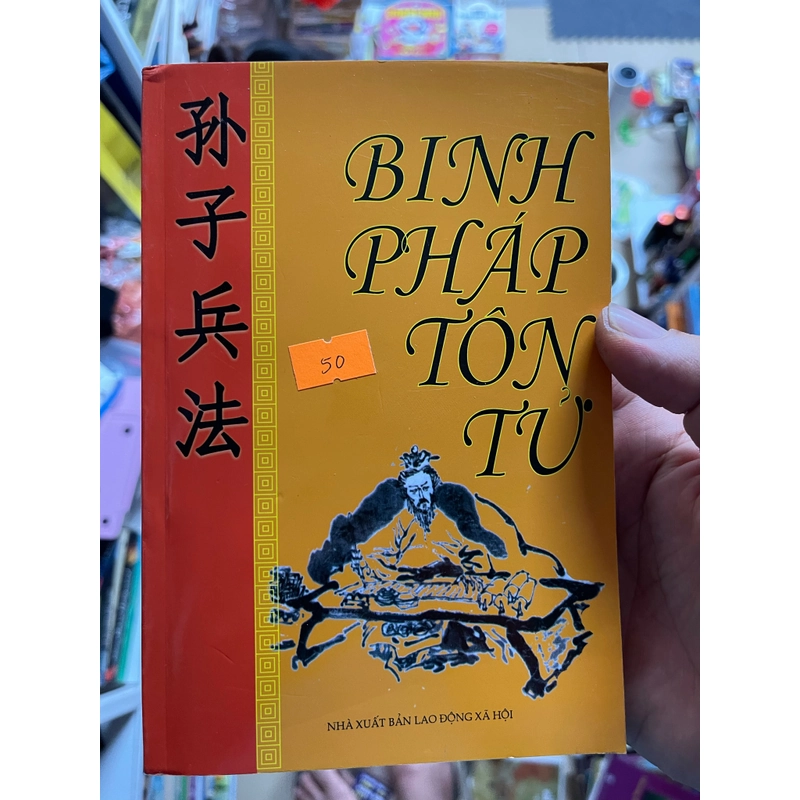 孙子兵法
BINH
PHÁP
TÔN
TỬ
50
NHÀ XUẤT BẢN LAO ĐỘNG XÃ HỘI